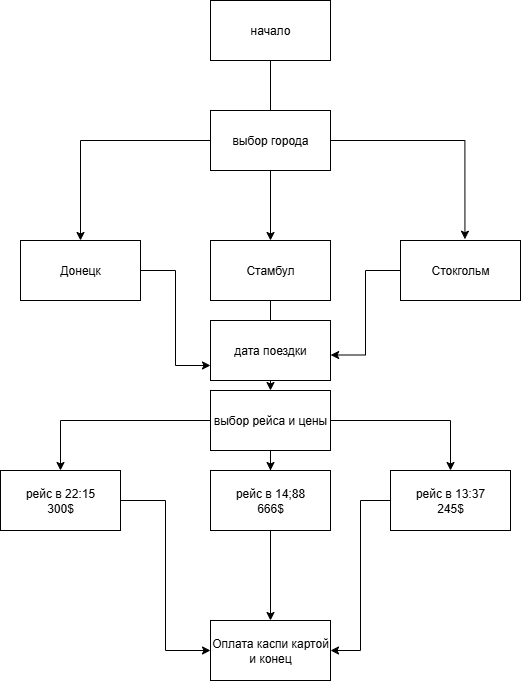 начало
выбор города
Донецк
Стамбул
Стокгольм
дата поездки
выбор рейса и цены
рейс в 22:15
300$
рейс в 14;88
666$
рейс в 13:37
245$
Оплата каспи картой
и конец